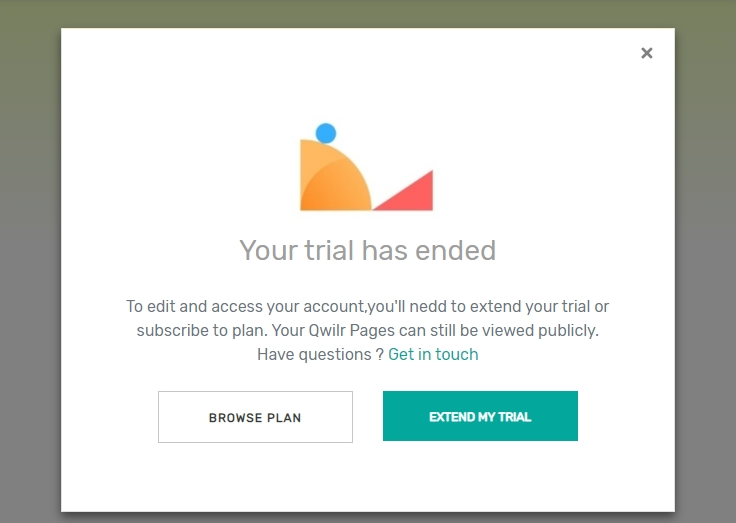 Your trial has ended
To edit and access your account,you'll nedd to extend your trial or
subscribe to plan. Your Qwilr Pages can still be viewed publicly.
Have questions ? Get in touch
BROWSE PLAN
EXTEND MY TRIAL